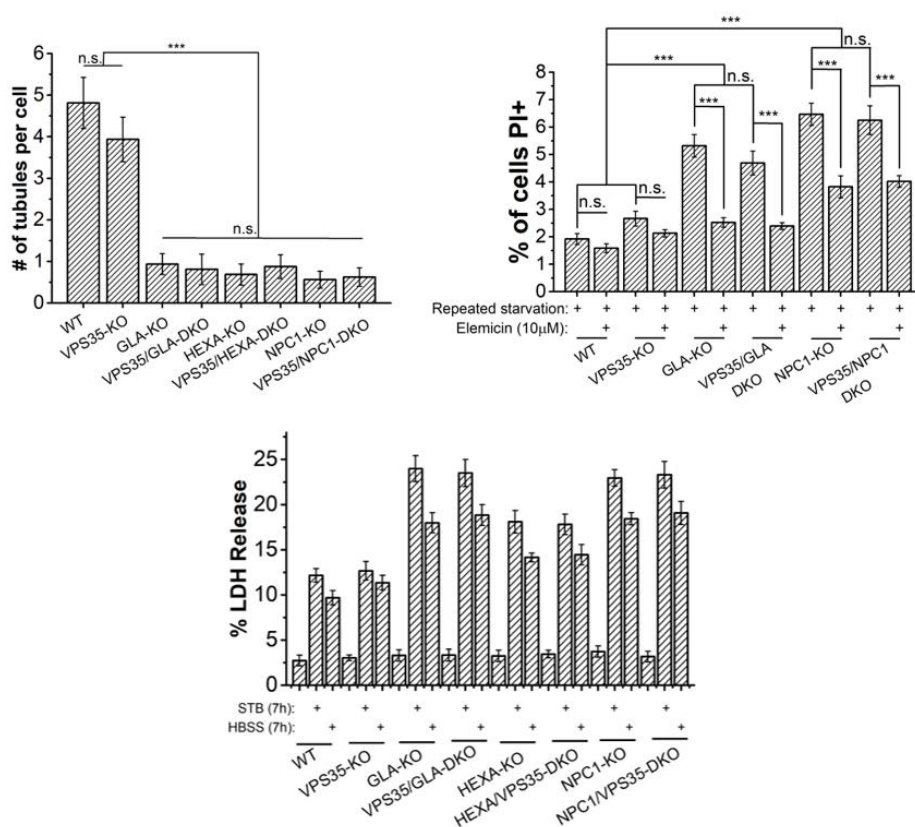 ***
n.s.
n.s.
# of tubules per cell
6
5
4
3
2
1
0
WT
VPS35-KO
GLA-KO
VPS35/GLA-DKO
HEXA-KO
VPS35/HEXA-DKO
NPC1-KO
VPS35/NPC1-DKO
***
n.s.
***
n.s.
***
***
***
***
n.s.
n.s.
% of cells PI+
8
7
6
5
4
3
2
1
0
Repeated starvation: + + + + + + + + + + + +
Elemicin (10μM): + + + + + +
WT
VPS35-KO
GLA-KO
VPS35/GLA
DKO
NPC1-KO
VPS35/NPC1
DKO
% LDH Release
25
20
15
10
5
0
STB (7h): + + + + + + + +
HBSS (7h): + + + + + + + +
WT
VPS35-KO
GLA-KO
VPS35/GLA-DKO
HEXA-KO
HEXA/VPS35-DKO
NPC1-KO
NPC1/VPS35-DKO